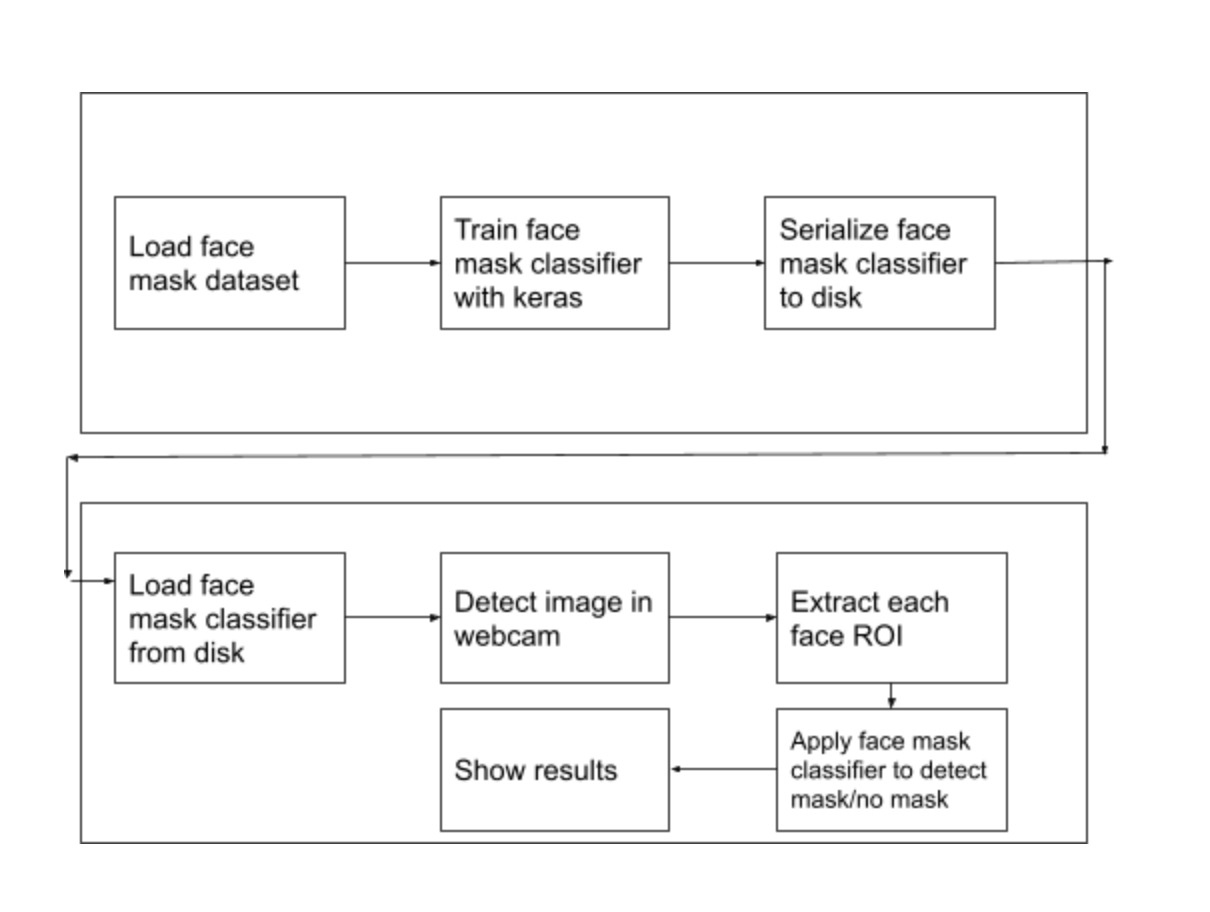 Load face
mask dataset
Train face
mask classifier
with keras
Serialize face
mask classifier
to disk
Load face
mask classifier
from disk
Detect image in
webcam
Extract each
face ROI
Apply face mask
classifier to detect
mask/no mask
Show results